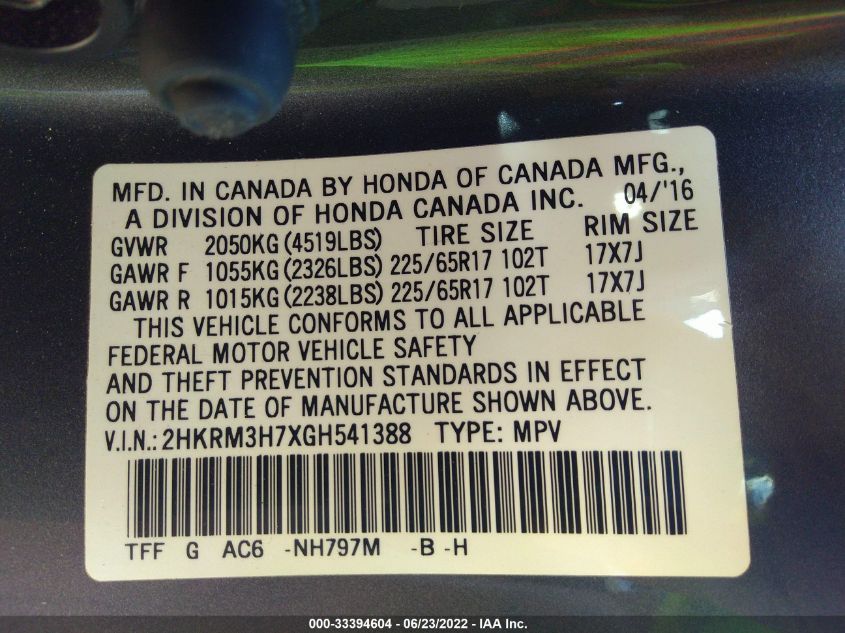 MFD. IN CANADA BY HONDA OF CANADA MFG.,
A DIVISION OF HONDA CANADA INC. 04/'16
GVWR 2050KG (4519LBS) TIRE SIZE RIM SIZE
GAWR F 1055KG (2326LBS) 225/65R17 102T 17X7J
GAWR R 1015KG (2238LBS) 225/65R17 102T 17X7J
THIS VEHICLE CONFORMS TO ALL APPLICABLE
FEDERAL MOTOR VEHICLE SAFETY
AND THEFT PREVENTION STANDARDS IN EFFECT
ON THE DATE OF MANUFACTURE SHOWN ABOVE.
V.I.N.: 2HKRM3H7XGH541388 TYPE: MPV
TFF G AC6 -NH797M -B -H
000-33394604 - 06/23/2022 - IAA Inc.